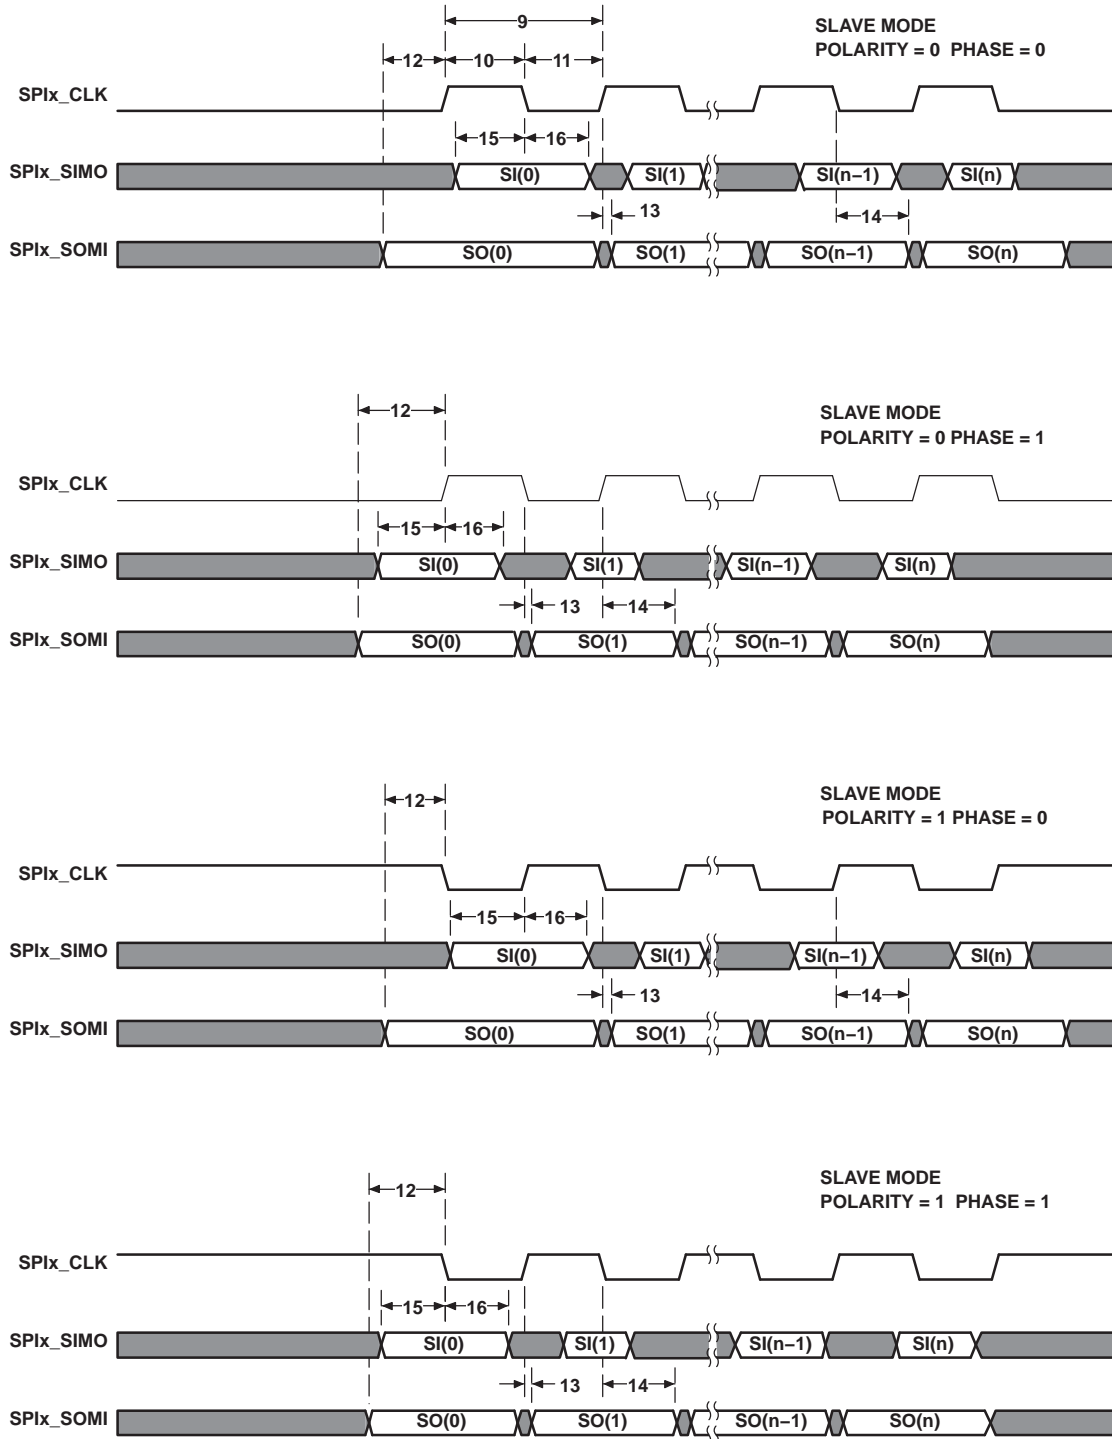 9
SLAVE MODE
12 10 11
POLARITY = 0 PHASE = 0
SPIx_CLK
15 16
SPIx_SIMO SI(0) SI(1) SI(n−1) SI(n)
13 14
SPIx_SOMI SO(0) SO(1) SO(n−1) SO(n)
12
SLAVE MODE
POLARITY = 0 PHASE = 1
SPIx_CLK
15 16
SPIx_SIMO SI(0) SI(1) SI(n−1) SI(n)
13 14
SPIx_SOMI SO(0) SO(1) SO(n−1) SO(n)
SLAVE MODE
12
POLARITY = 1 PHASE = 0
SPIx_CLK
15 16
SPIx_SIMO SI(0) SI(1) SI(n−1) SI(n)
13 14
SPIx_SOMI SO(0) SO(1) SO(n−1) SO(n)
SLAVE MODE
12
POLARITY = 1 PHASE = 1
SPIx_CLK
15 16
SPIx_SIMO SI(0) SI(1) SI(n−1) SI(n)
13 14
SPIx_SOMI SO(0) SO(1) SO(n−1) SO(n)